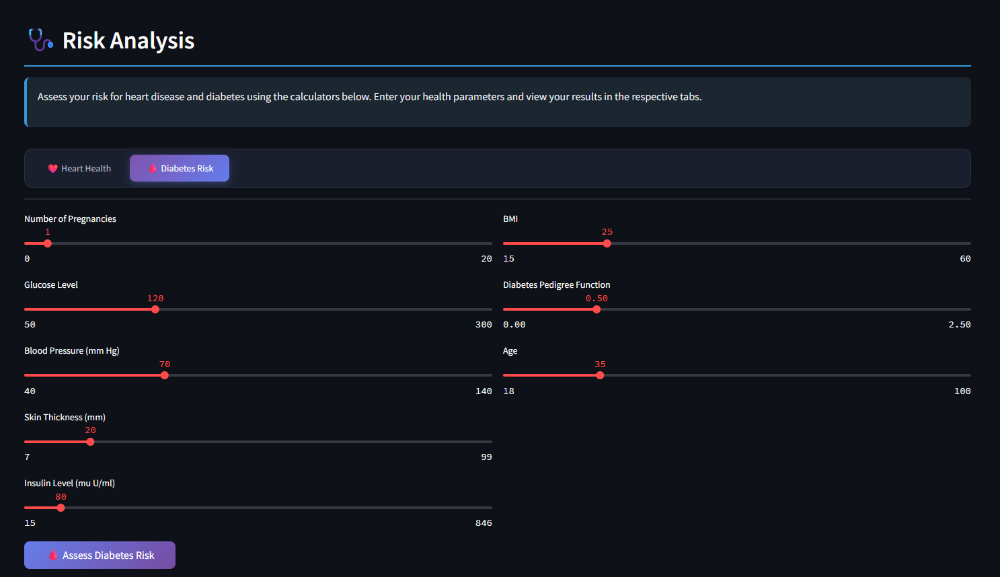 Risk Analysis
Assess your risk for heart disease and diabetes using the calculators below. Enter your health parameters and view your results in the respective tabs.
Heart Health
Diabetes Risk
Number of Pregnancies
1
0
20
Glucose Level
120
50
300
Blood Pressure (mm Hg)
70
40
140
Skin Thickness (mm)
20
7
99
Insulin Level (mu U/ml)
80
15
846
BMI
25
15
60
Diabetes Pedigree Function
0.50
0.00
2.50
Age
35
18
100
Assess Diabetes Risk